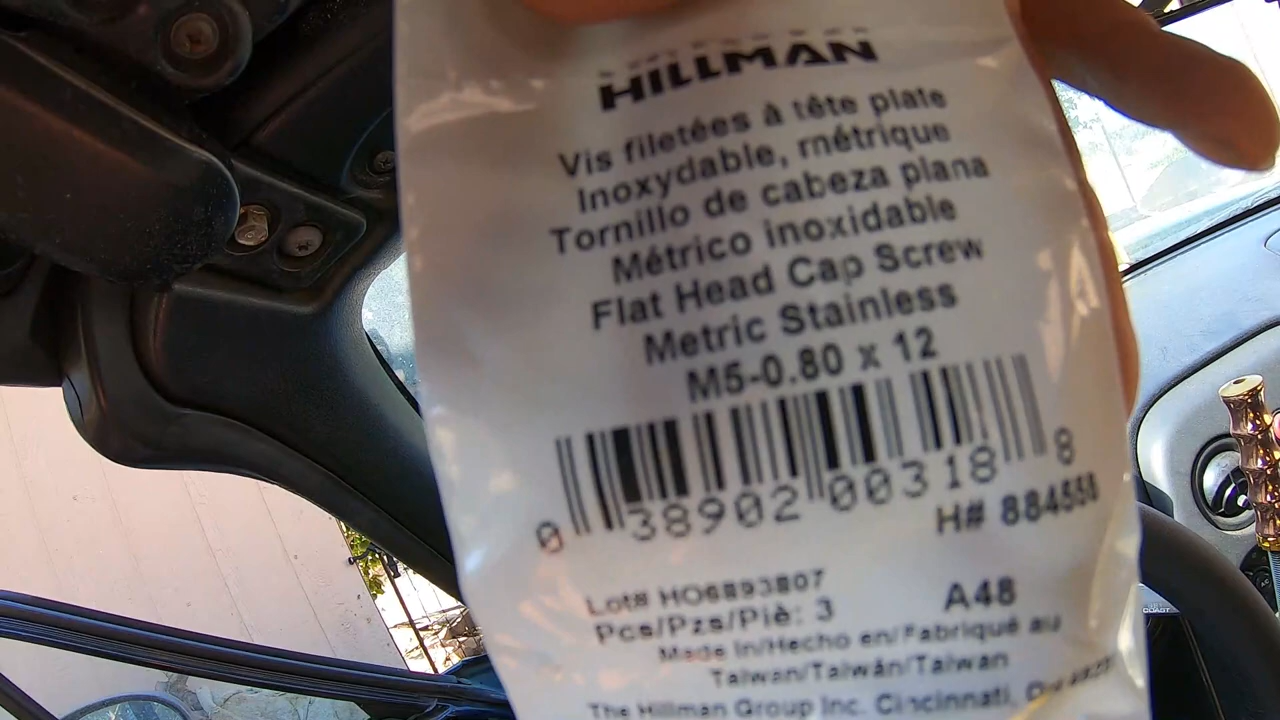 HILLMAN
Vis filetées à tête plate
Inoxydable, métrique
Tornillo de cabeza plana
Métrico inoxidable
Flat Head Cap Screw
Metric Stainless
M5-0.80 x 12
0 38902 00318 8
H# 884558
Lot# HO6893807
Pcs/Pzs/Piè: 3
A48
Made In/Hecho en/Fabriqué au
Taiwan/Taiwán/Taiwan
The Hillman Group Inc. Cincinnati,
COAST